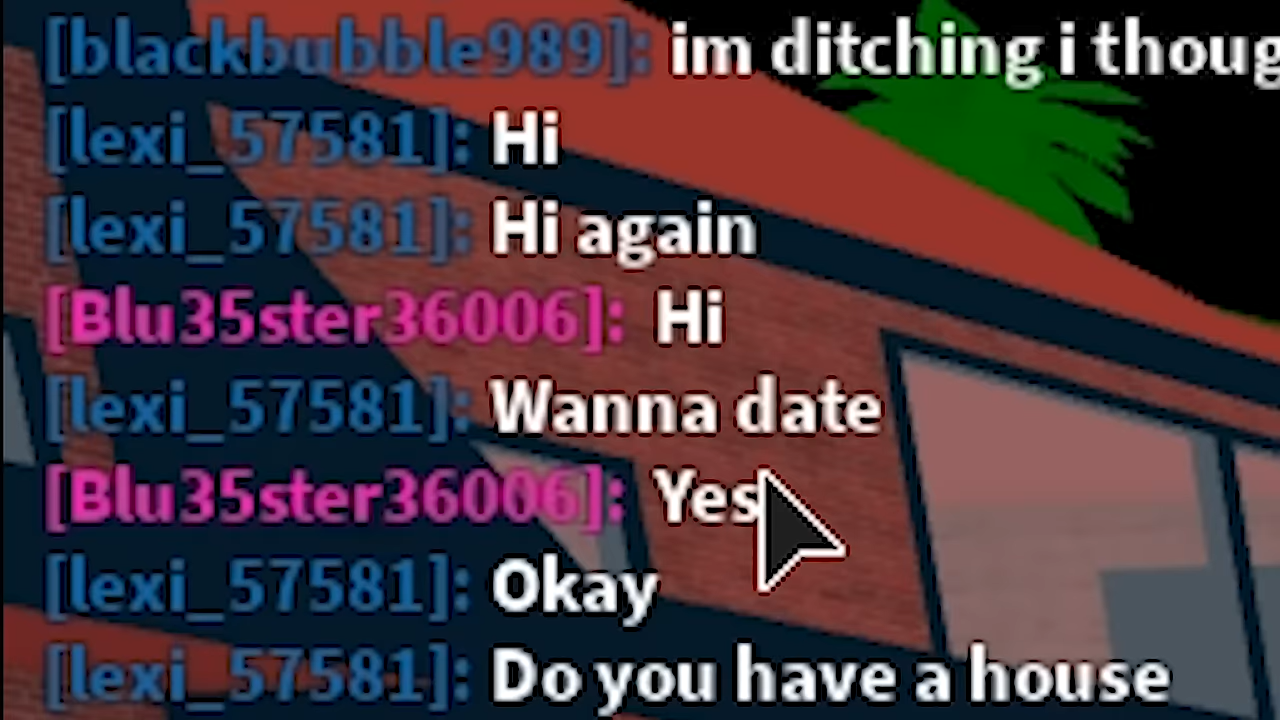 [blackbubble989]: im ditching i thoug
[lexi_57581]: Hi
[lexi_57581]: Hi again
[Blu35ster36006]: Hi
[lexi_57581]: Wanna date
[Blu35ster36006]: Yes
[lexi_57581]: Okay
[lexi_57581]: Do you have a house